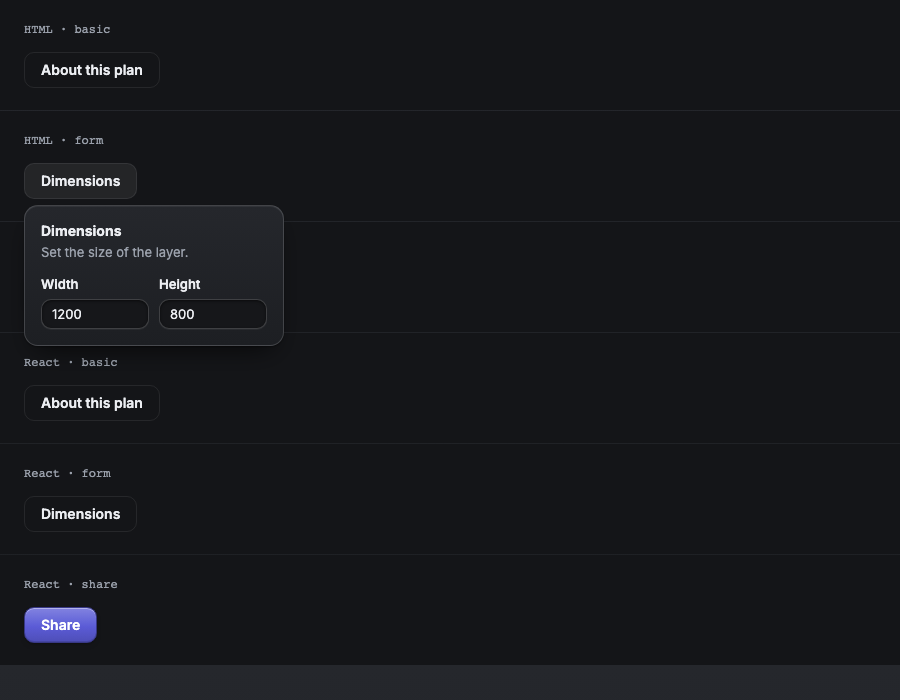 HTML · basic
About this plan
HTML · form
Dimensions
Dimensions
Set the size of the layer.
Width Height
1200 800
React · basic
About this plan
React · form
Dimensions
React · share
Share